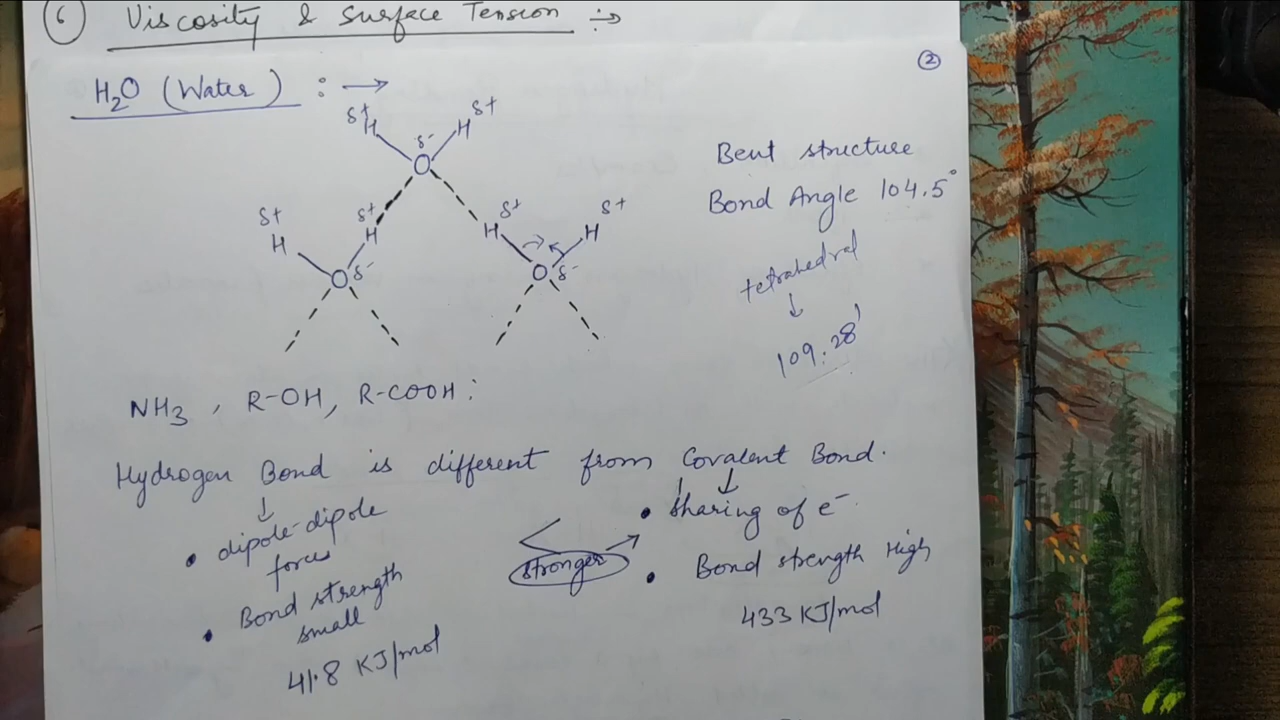 6 Viscosity & Surface Tension :→
2
H2O (Water) : →
δ+ H H δ+
δ- O
δ+ H δ+ H H δ+ H δ+
O δ- O δ-
Bent structure
Bond Angle 104.5°
tetrahedral
↓
109.28'
NH3 , R-OH, R-COOH :
Hydrogen Bond is different from Covalent Bond.
↓
• dipole-dipole
forces
• Bond strength
small
41.8 KJ/mol
< stronger →
↓
• sharing of e-
• Bond strength High
433 KJ/mol